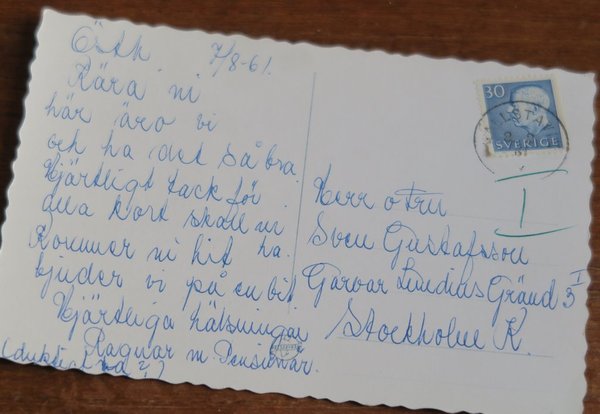 Östh 7/8-61.
Kära ni
här äro vi
och ha det så bra
Hjärtligt tack för
alla kort skall ni
ha.
Kommer ni hit
bjuder vi på en bit
Hjärtliga hälsningar
Ragnar m Pensionär.
30
SVERIGE
I
Herr o Fru
Sven Gustafsson
Garvar Lundins Gränd 3 I
Stockholm K.